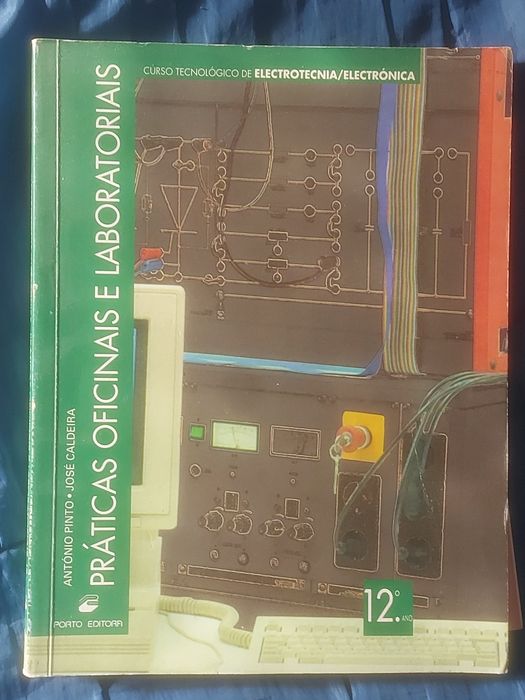 CURSO TECNOLÓGICO DE ELECTROTECNIA/ELECTRÓNICA
PRÁTICAS OFICINAIS E LABORATORIAIS
ANTÓNIO PINTO • JOSÉ CALDEIRA
PORTO EDITORA
12.º ANO